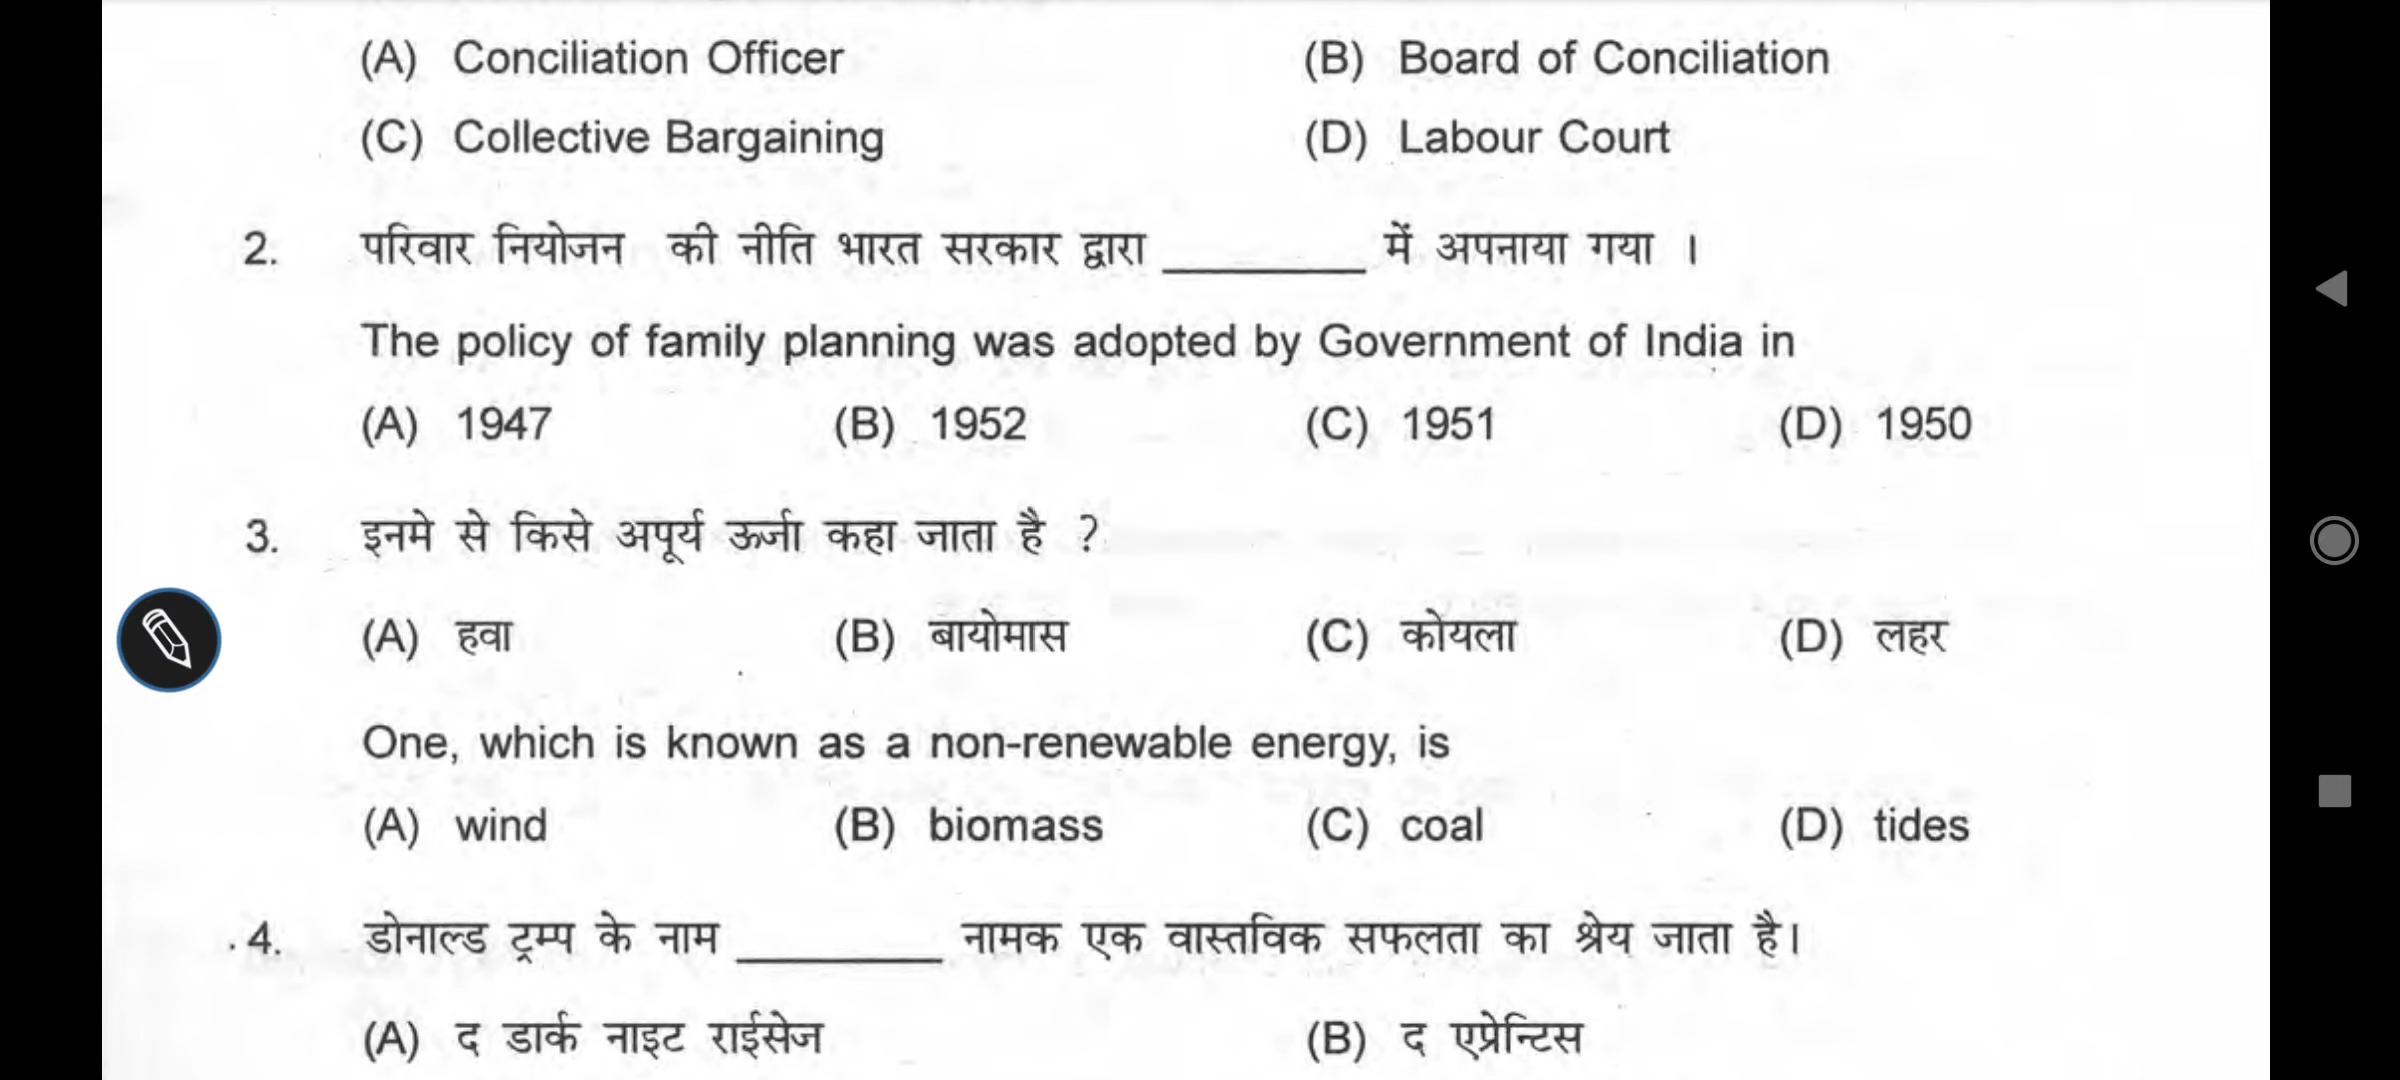 (A) Conciliation Officer (B) Board of Conciliation
(C) Collective Bargaining (D) Labour Court
2. परिवार नियोजन की नीति भारत सरकार द्वारा ________ में अपनाया गया ।
The policy of family planning was adopted by Government of India in
(A) 1947 (B) 1952 (C) 1951 (D) 1950
3. इनमे से किसे अपूर्य ऊर्जा कहा जाता है ?
(A) हवा (B) बायोमास (C) कोयला (D) लहर
One, which is known as a non-renewable energy, is
(A) wind (B) biomass (C) coal (D) tides
4. डोनाल्ड ट्रम्प के नाम ________ नामक एक वास्तविक सफलता का श्रेय जाता है।
(A) द डार्क नाइट राईसेज (B) द एप्रेन्टिस